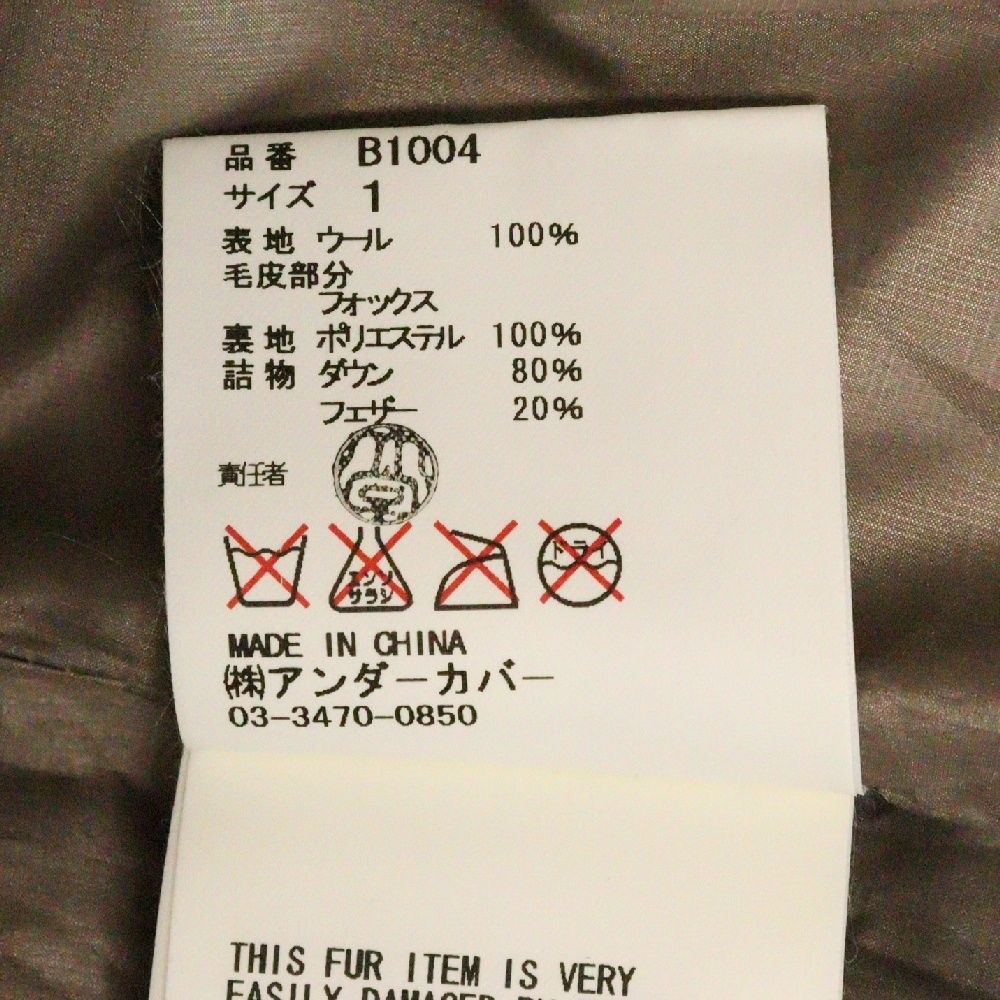 品番 B1004
サイズ 1
表地 ウール 100%
毛皮部分
フォックス
裏地 ポリエステル 100%
詰物 ダウン 80%
フェザー 20%
責任者
エンソ
サラシ
ドライ
MADE IN CHINA
㈱アンダーカバー
03-3470-0850
THIS FUR ITEM IS VERY
EASILY DAMAGED